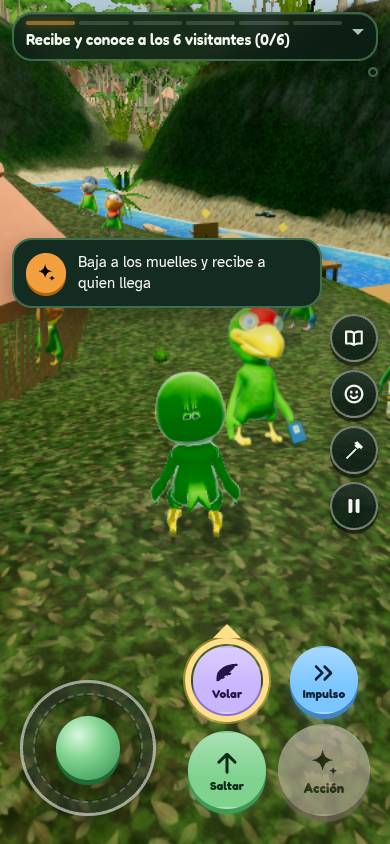 Recibe y conoce a los 6 visitantes (0/6)
Baja a los muelles y recibe a
quien llega
Volar
Impulso
Saltar
Acción